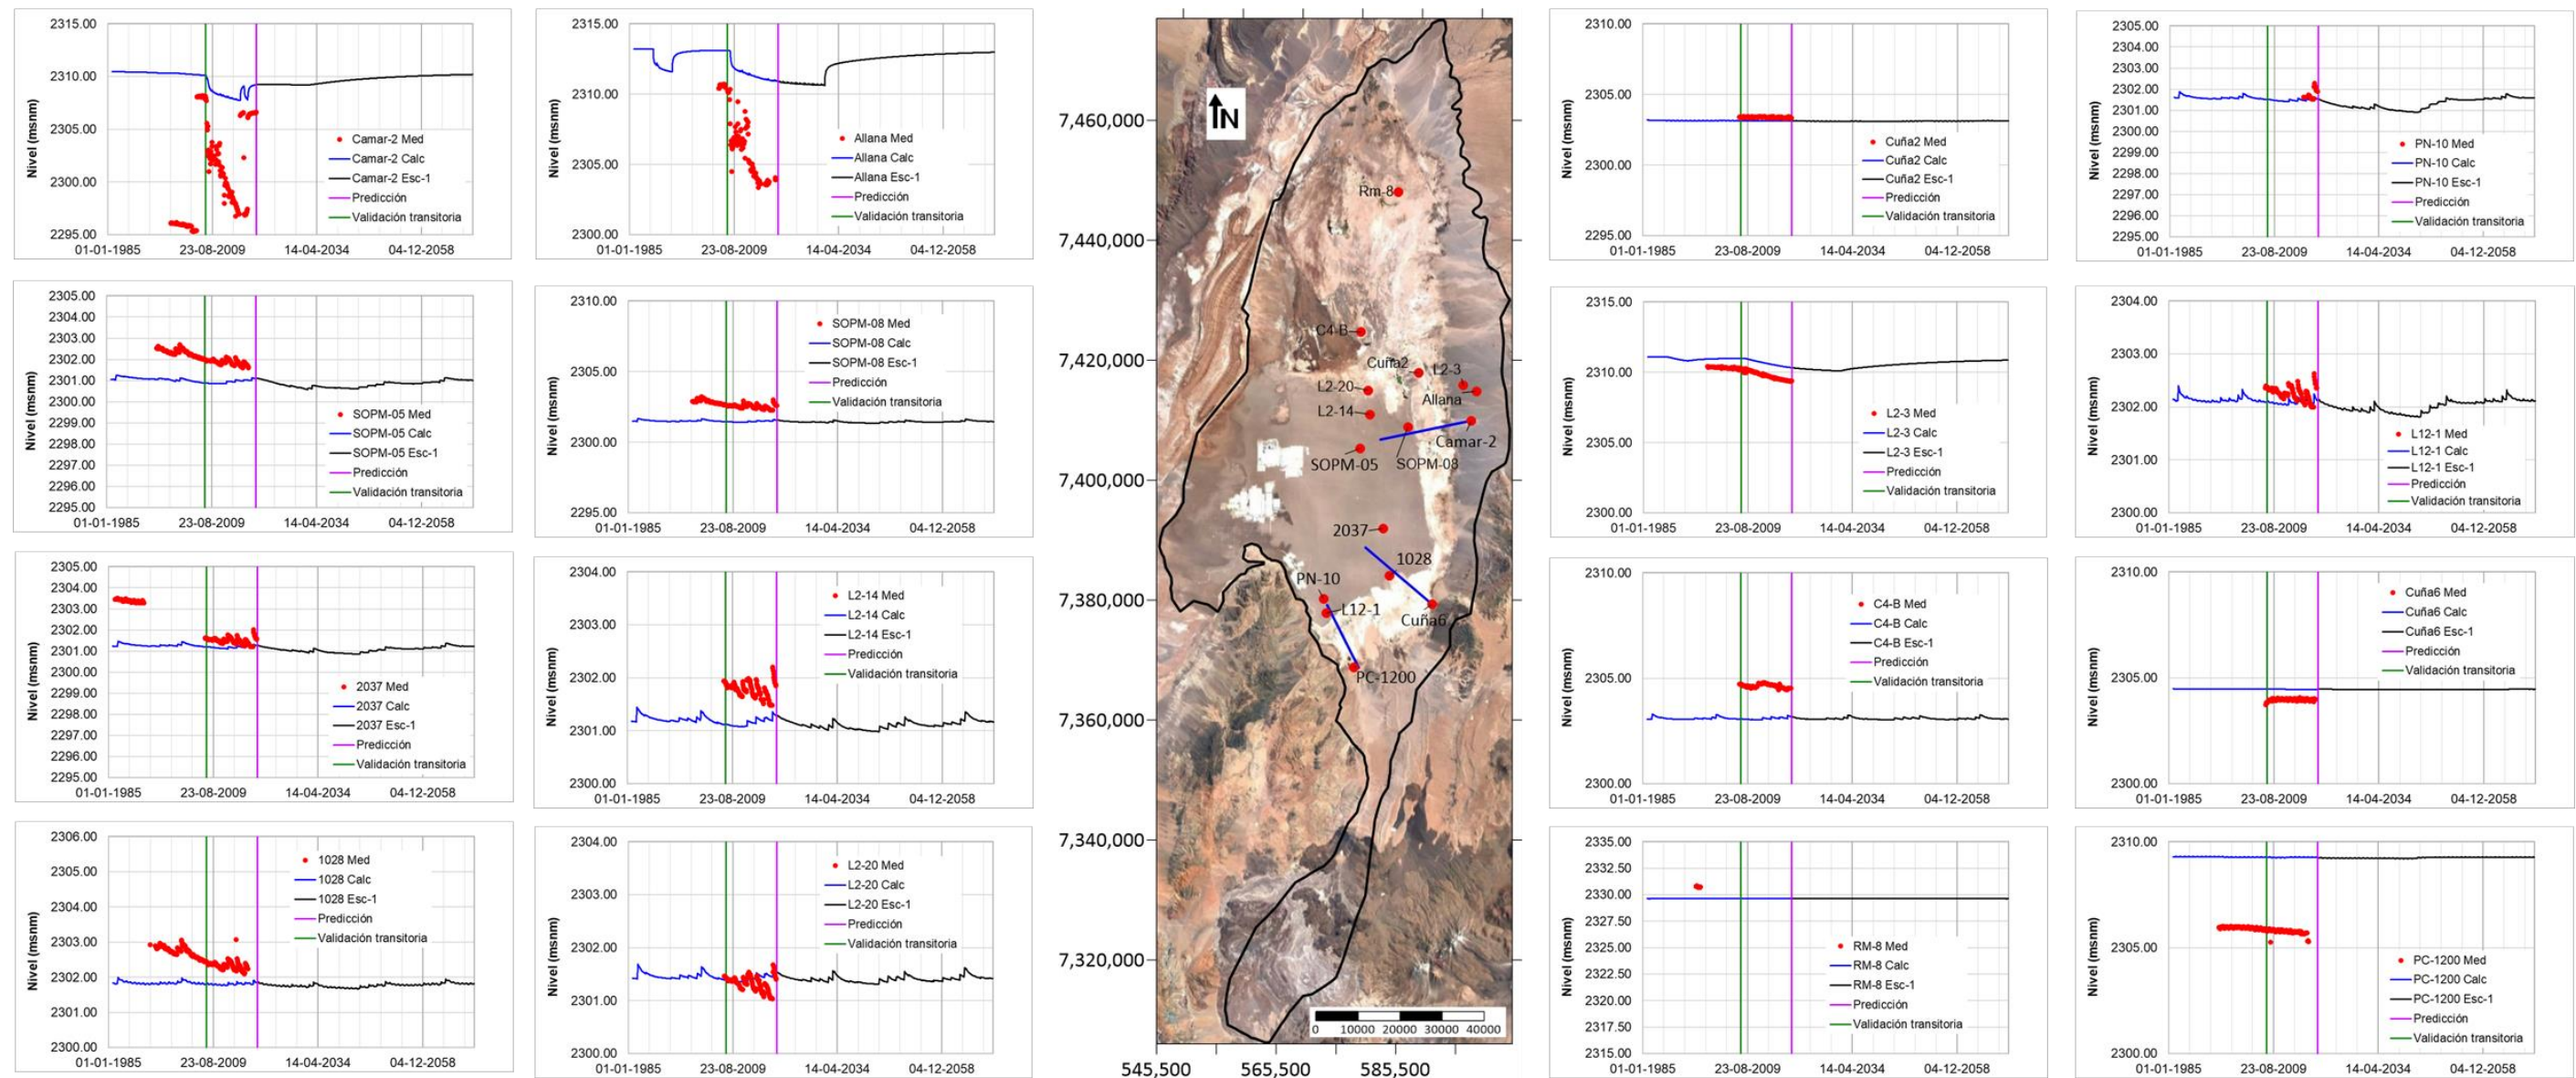 2315.00
2310.00
2305.00
2300.00
2295.00
Nivel (msnm)
01-01-1985 23-08-2009 14-04-2034 04-12-2058
Camar-2 Med
Camar-2 Calc
Camar-2 Esc-1
Predicción
Validación transitoria
2315.00
2310.00
2305.00
2300.00
Nivel (msnm)
01-01-1985 23-08-2009 14-04-2034 04-12-2058
Allana Med
Allana Calc
Allana Esc-1
Predicción
Validación transitoria
2305.00
2304.00
2303.00
2302.00
2301.00
2300.00
2299.00
2298.00
2297.00
2296.00
2295.00
Nivel (msnm)
01-01-1985 23-08-2009 14-04-2034 04-12-2058
SOPM-05 Med
SOPM-05 Calc
SOPM-05 Esc-1
Predicción
Validación transitoria
2310.00
2305.00
2300.00
2295.00
Nivel (msnm)
01-01-1985 23-08-2009 14-04-2034 04-12-2058
SOPM-08 Med
SOPM-08 Calc
SOPM-08 Esc-1
Predicción
Validación transitoria
2305.00
2304.00
2303.00
2302.00
2301.00
2300.00
2299.00
2298.00
2297.00
2296.00
2295.00
Nivel (msnm)
01-01-1985 23-08-2009 14-04-2034 04-12-2058
2037 Med
2037 Calc
2037 Esc-1
Predicción
Validación transitoria
2304.00
2303.00
2302.00
2301.00
2300.00
Nivel (msnm)
01-01-1985 23-08-2009 14-04-2034 04-12-2058
L2-14 Med
L2-14 Calc
L2-14 Esc-1
Predicción
Validación transitoria
2306.00
2305.00
2304.00
2303.00
2302.00
2301.00
2300.00
Nivel (msnm)
01-01-1985 23-08-2009 14-04-2034 04-12-2058
1028 Med
1028 Calc
1028 Esc-1
Predicción
Validación transitoria
2304.00
2303.00
2302.00
2301.00
2300.00
Nivel (msnm)
01-01-1985 23-08-2009 14-04-2034 04-12-2058
L2-20 Med
L2-20 Calc
L2-20 Esc-1
Predicción
Validación transitoria
N
7,460,000
7,440,000
7,420,000
7,400,000
7,380,000
7,360,000
7,340,000
7,320,000
545,500 565,500 585,500
Rm-8
C4-B
Cuña2
L2-3
L2-20
Allana
L2-14
Camar-2
SOPM-05
SOPM-08
2037
1028
PN-10
L12-1
Cuña6
PC-1200
0 10000 20000 30000 40000
2310.00
2305.00
2300.00
2295.00
Nivel (msnm)
01-01-1985 23-08-2009 14-04-2034 04-12-2058
Cuña2 Med
Cuña2 Calc
Cuña2 Esc-1
Predicción
Validación transitoria
2305.00
2304.00
2303.00
2302.00
2301.00
2300.00
2299.00
2298.00
2297.00
2296.00
2295.00
Nivel (msnm)
01-01-1985 23-08-2009 14-04-2034 04-12-2058
PN-10 Med
PN-10 Calc
PN-10 Esc-1
Predicción
Validación transitoria
2315.00
2310.00
2305.00
2300.00
Nivel (msnm)
01-01-1985 23-08-2009 14-04-2034 04-12-2058
L2-3 Med
L2-3 Calc
L2-3 Esc-1
Predicción
Validación transitoria
2304.00
2303.00
2302.00
2301.00
2300.00
Nivel (msnm)
01-01-1985 23-08-2009 14-04-2034 04-12-2058
L12-1 Med
L12-1 Calc
L12-1 Esc-1
Predicción
Validación transitoria
2310.00
2305.00
2300.00
Nivel (msnm)
01-01-1985 23-08-2009 14-04-2034 04-12-2058
C4-B Med
C4-B Calc
C4-B Esc-1
Predicción
Validación transitoria
2310.00
2305.00
2300.00
Nivel (msnm)
01-01-1985 23-08-2009 14-04-2034 04-12-2058
Cuña6 Med
Cuña6 Calc
Cuña6 Esc-1
Predicción
Validación transitoria
2335.00
2332.50
2330.00
2327.50
2325.00
2322.50
2320.00
2317.50
2315.00
Nivel (msnm)
01-01-1985 23-08-2009 14-04-2034 04-12-2058
RM-8 Med
RM-8 Calc
RM-8 Esc-1
Predicción
Validación transitoria
2310.00
2305.00
2300.00
Nivel (msnm)
01-01-1985 23-08-2009 14-04-2034 04-12-2058
PC-1200 Med
PC-1200 Calc
PC-1200 Esc-1
Predicción
Validación transitoria